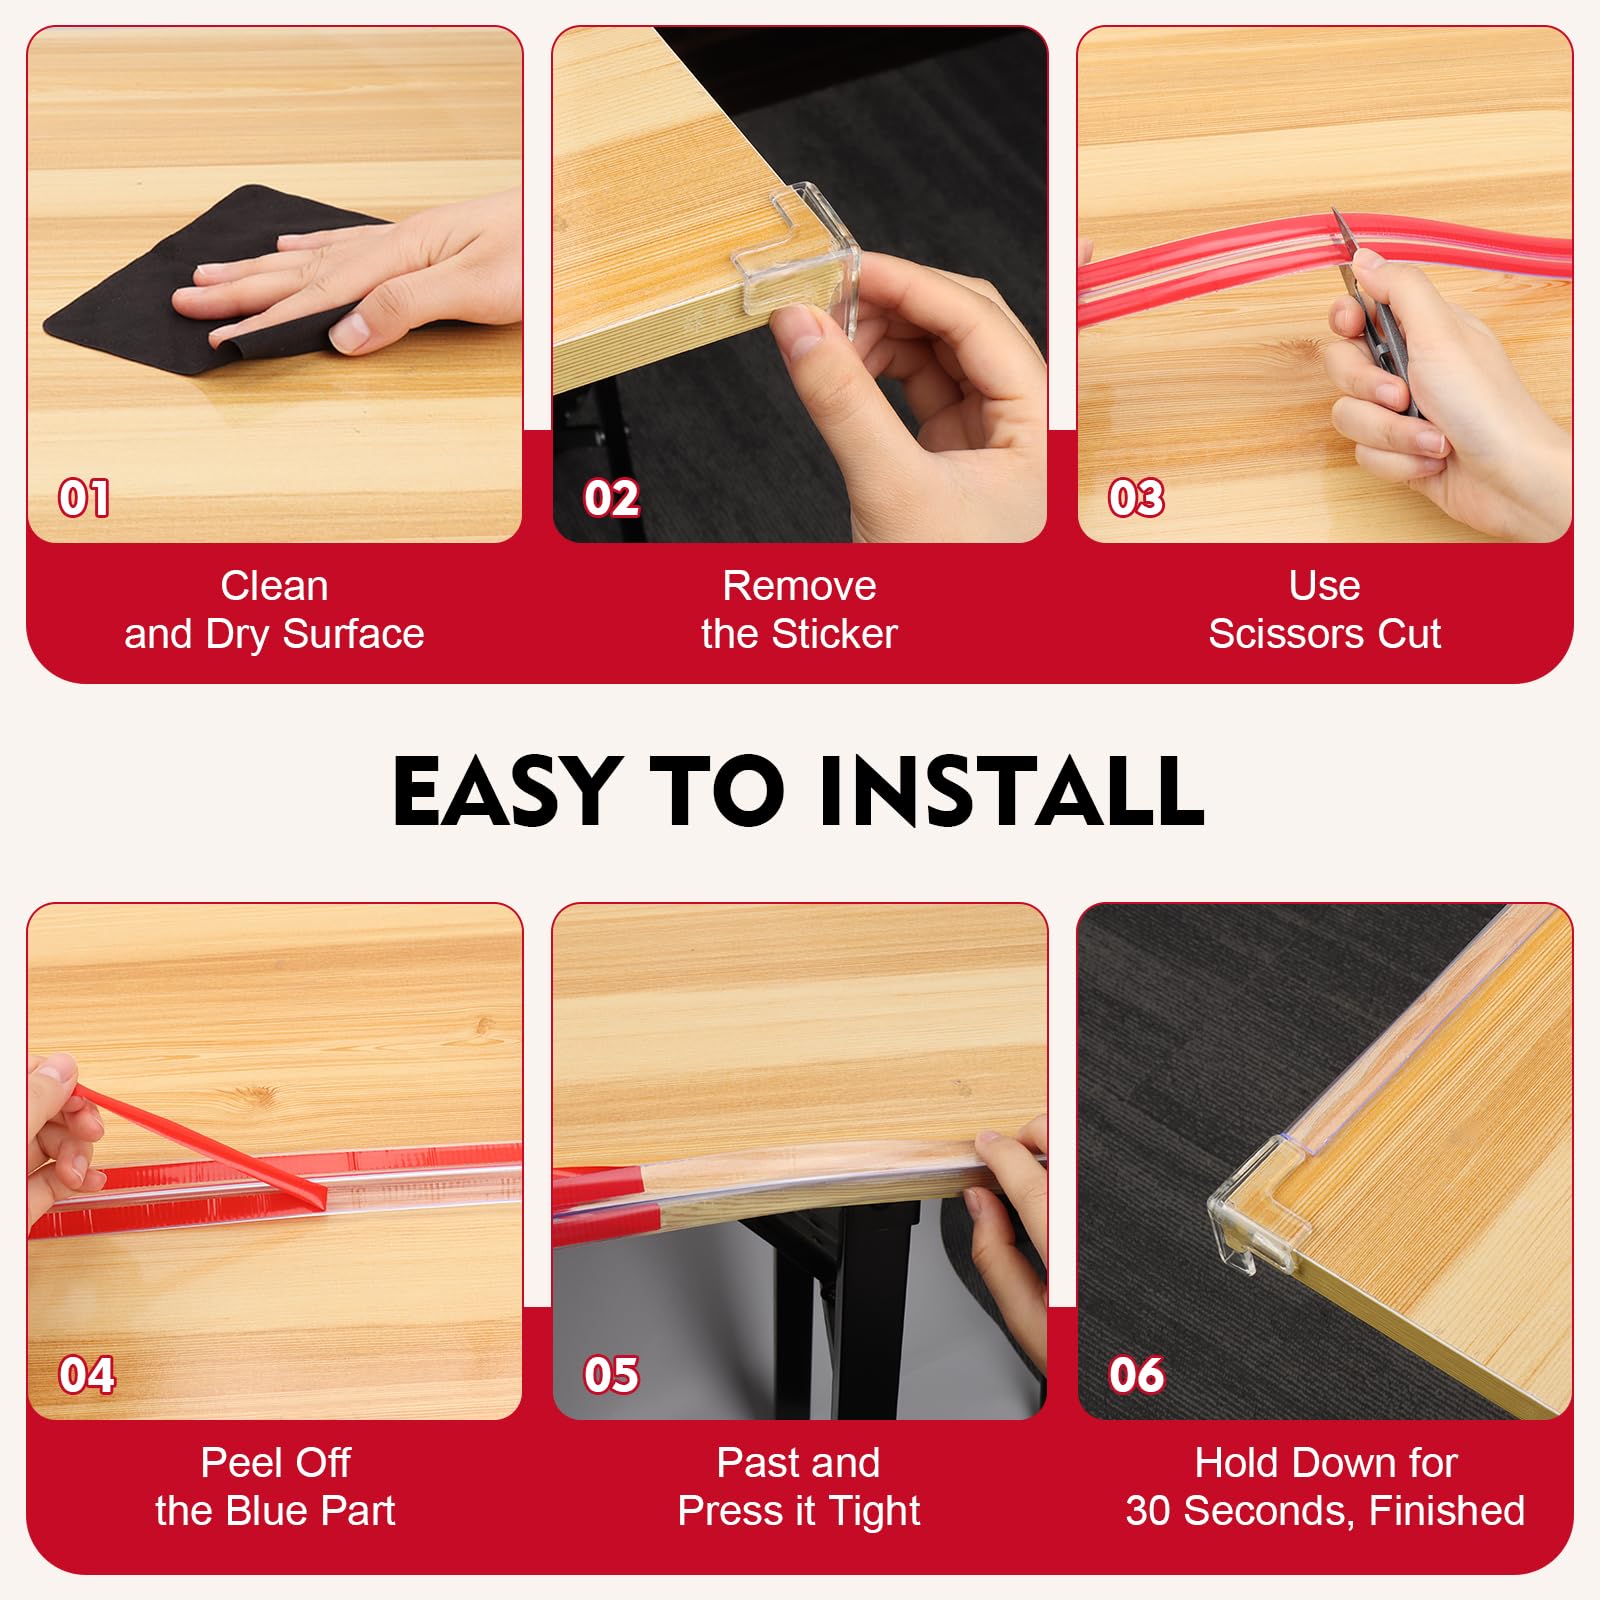 01
Clean
and Dry Surface
02
Remove
the Sticker
03
Use
Scissors Cut
EASY TO INSTALL
04
Peel Off
the Blue Part
05
Past and
Press it Tight
06
Hold Down for
30 Seconds, Finished